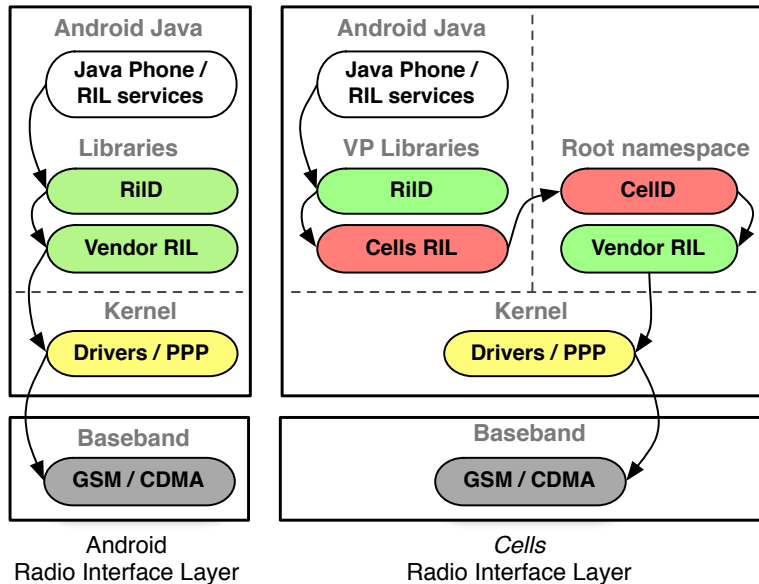 Android Java
Java Phone /
RIL services
Libraries
RilD
Vendor RIL
Kernel
Drivers / PPP
Baseband
GSM / CDMA
Android
Radio Interface Layer
Android Java
Java Phone /
RIL services
VP Libraries
RilD
Cells RIL
Root namespace
CellD
Vendor RIL
Kernel
Drivers / PPP
Baseband
GSM / CDMA
Cells
Radio Interface Layer